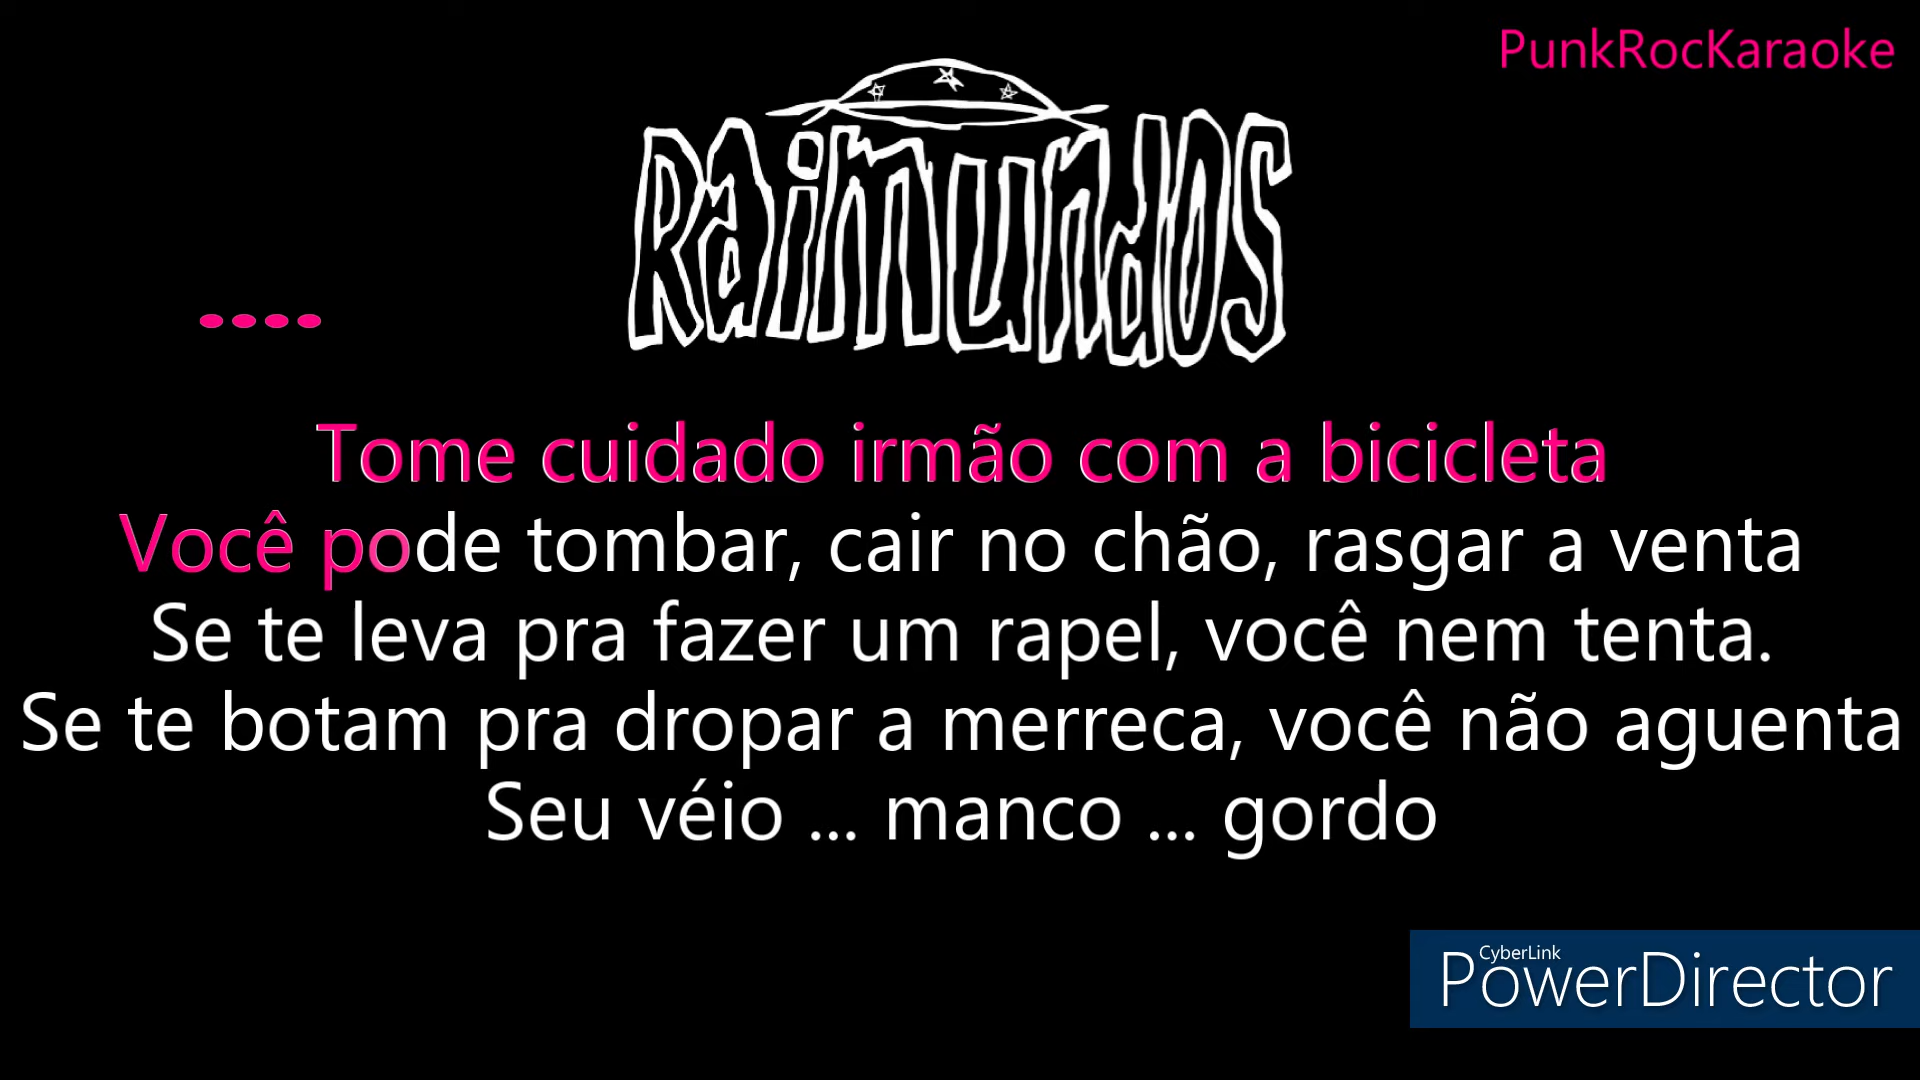 PunkRocKaraoke
RAiMUNdOS
Tome cuidado irmão com a bicicleta
Você pode tombar, cair no chão, rasgar a venta
Se te leva pra fazer um rapel, você nem tenta.
Se te botam pra dropar a merreca, você não aguenta
Seu véio ... manco ... gordo
CyberLink
PowerDirector